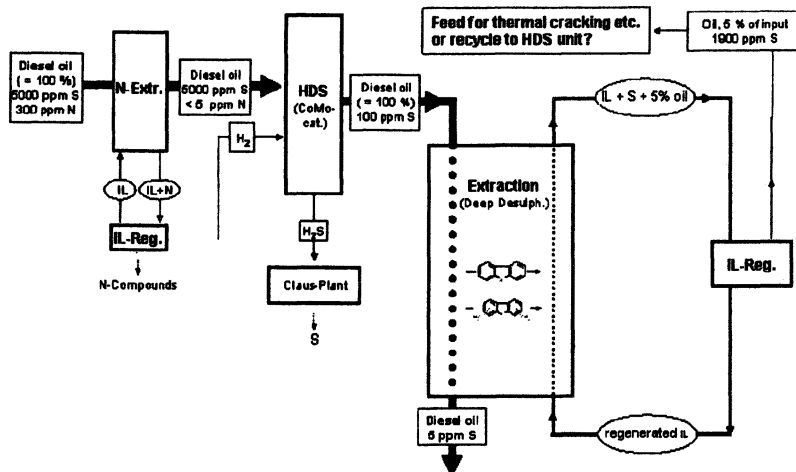 Feed for thermal cracking etc.
or recycle to HDS unit?
Oil, 5 % of input
1900 ppm S
Diesel oil
( = 100 %)
5000 ppm S
300 ppm N
N-Extr.
Diesel oil
5000 ppm S
< 5 ppm N
HDS
(CoMo-
cat.)
Diesel oil
( = 100 %)
100 ppm S
IL + S + 5% oil
H2
Extraction
(Deep Desulph.)
IL
IL+N
IL-Reg.
N-Compounds
H2S
Claus-Plant
S
IL-Reg.
Diesel oil
5 ppm S
regenerated IL